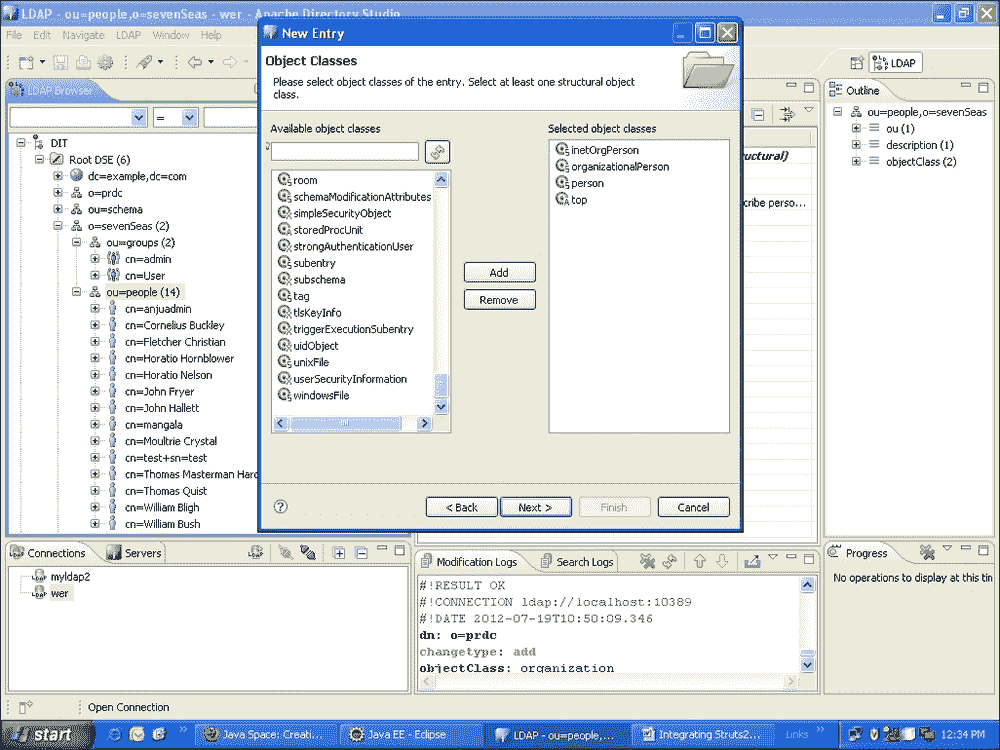 LDAP - ou=people,o=sevenSeas - wer - Apache Directory Studio
File Edit Navigate LDAP Window Help
LDAP
LDAP Browser
=
DIT
Root DSE (6)
dc=example,dc=com
o=prdc
ou=schema
o=sevenSeas (2)
ou=groups (2)
cn=admin
cn=User
ou=people (14)
cn=anjuadmin
cn=Cornelius Buckley
cn=Fletcher Christian
cn=Horatio Hornblower
cn=Horatio Nelson
cn=John Fryer
cn=John Hallett
cn=mangala
cn=Moultrie Crystal
cn=test+sn=test
cn=Thomas Masterman Hard
cn=Thomas Quist
cn=William Bligh
cn=William Bush
New Entry
Object Classes
Please select object classes of the entry. Select at least one structural object
class.
Available object classes
room
schemaModificationAttributes
simpleSecurityObject
storedProcUnit
strongAuthenticationUser
subentry
subschema
tag
tlsKeyInfo
triggerExecutionSubentry
uidObject
unixFile
userSecurityInformation
windowsFile
Add
Remove
Selected object classes
inetOrgPerson
organizationalPerson
person
top
?
< Back
Next >
Finish
Cancel
uctural)
cribe perso...
Outline
ou=people,o=sevenSeas
ou (1)
description (1)
objectClass (2)
Connections
Servers
myldap2
wer
Modification Logs
Search Logs
#!RESULT OK
#!CONNECTION ldap://localhost:10389
#!DATE 2012-07-19T10:50:09.346
dn: o=prdc
changetype: add
objectClass: organization
Progress
No operations to display at this tin
Open Connection
start
Java Space: Creati...
Java EE - Eclipse
LDAP - ou=people,...
Integrating Struts2...
Links
12:34 PM